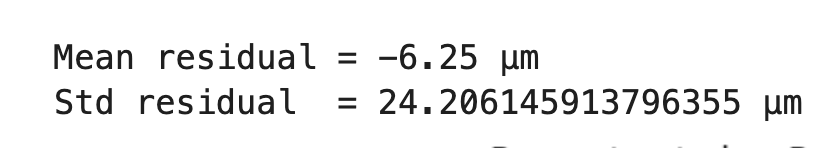 Mean residual = -6.25 µm
Std residual  = 24.206145913796355 µm